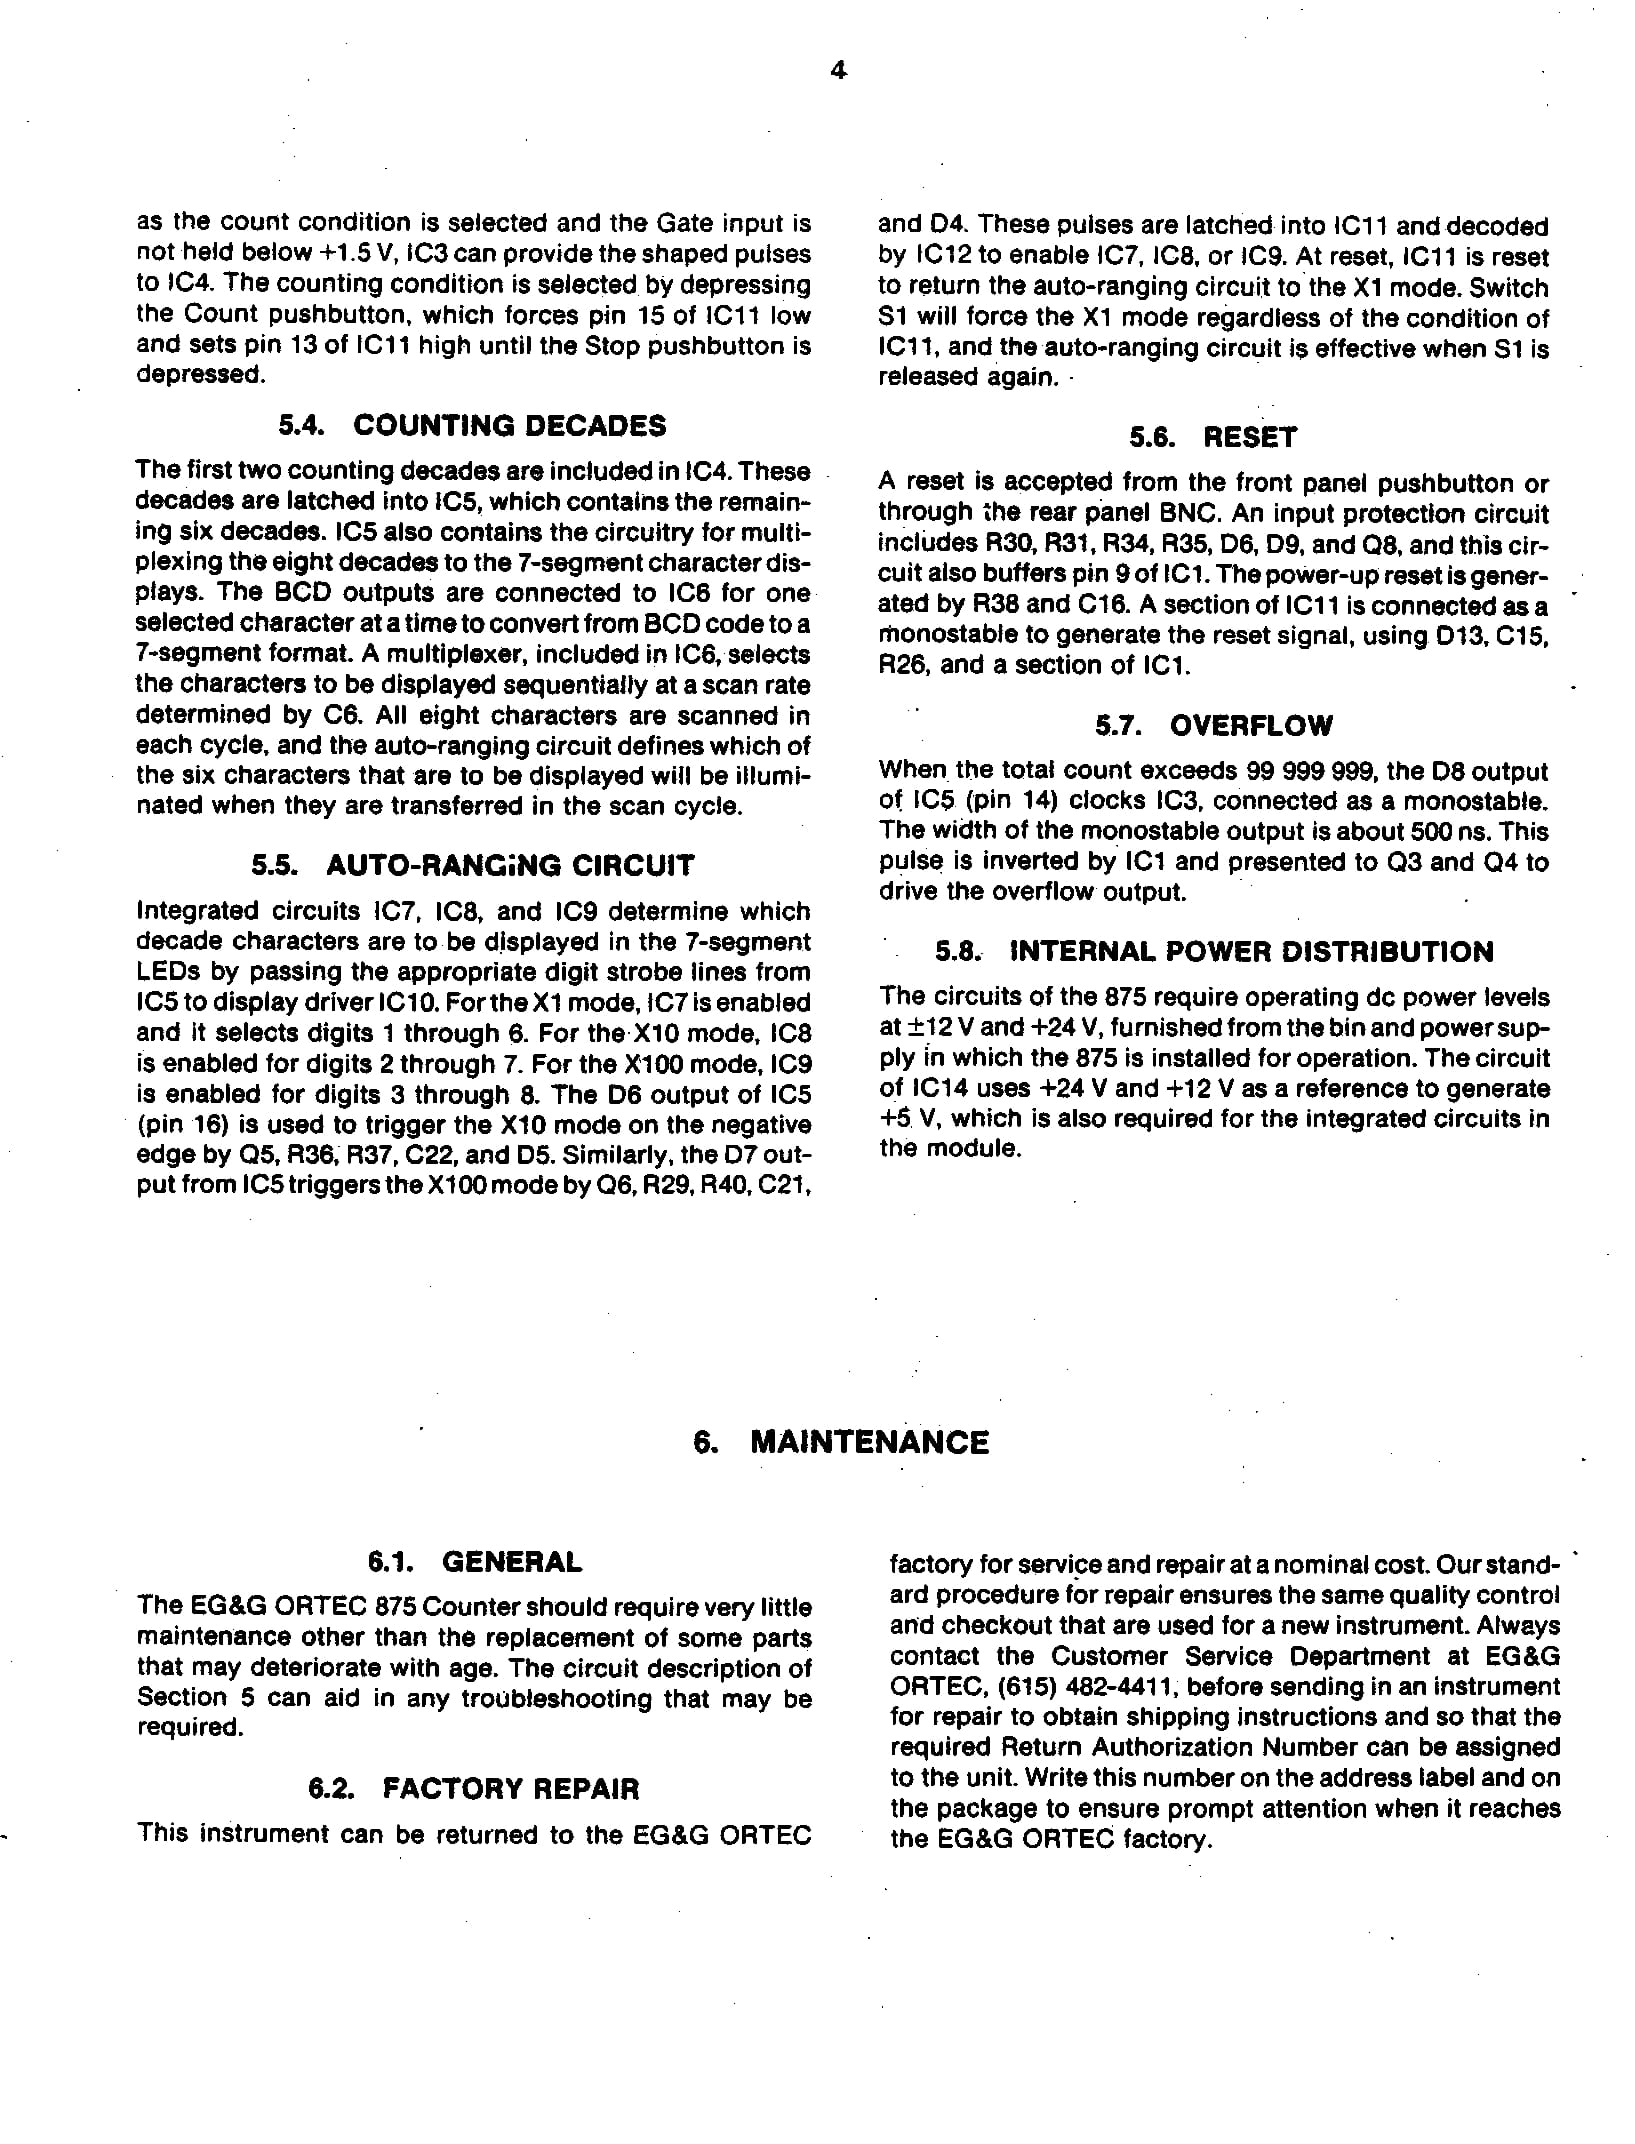 4
as the count condition is selected and the Gate input is
not held below +1.5 V, IC3 can provide the shaped pulses
to IC4. The counting condition is selected by depressing
the Count pushbutton, which forces pin 15 of IC11 low
and sets pin 13 of IC11 high until the Stop pushbutton is
depressed.
5.4. COUNTING DECADES
The first two counting decades are included in IC4. These
decades are latched into IC5, which contains the remain-
ing six decades. IC5 also contains the circuitry for multi-
plexing the eight decades to the 7-segment character dis-
plays. The BCD outputs are connected to IC6 for one
selected character at a time to convert from BCD code to a
7-segment format. A multiplexer, included in IC6, selects
the characters to be displayed sequentially at a scan rate
determined by C6. All eight characters are scanned in
each cycle, and the auto-ranging circuit defines which of
the six characters that are to be displayed will be illumi-
nated when they are transferred in the scan cycle.
5.5. AUTO-RANGING CIRCUIT
Integrated circuits IC7, IC8, and IC9 determine which
decade characters are to be displayed in the 7-segment
LEDs by passing the appropriate digit strobe lines from
IC5 to display driver IC10. For the X1 mode, IC7 is enabled
and it selects digits 1 through 6. For the X10 mode, IC8
is enabled for digits 2 through 7. For the X100 mode, IC9
is enabled for digits 3 through 8. The D6 output of IC5
(pin 16) is used to trigger the X10 mode on the negative
edge by Q5, R36, R37, C22, and D5. Similarly, the D7 out-
put from IC5 triggers the X100 mode by Q6, R29, R40, C21,
and D4. These pulses are latched into IC11 and decoded
by IC12 to enable IC7, IC8, or IC9. At reset, IC11 is reset
to return the auto-ranging circuit to the X1 mode. Switch
S1 will force the X1 mode regardless of the condition of
IC11, and the auto-ranging circuit is effective when S1 is
released again.
5.6. RESET
A reset is accepted from the front panel pushbutton or
through the rear panel BNC. An input protection circuit
includes R30, R31, R34, R35, D6, D9, and Q8, and this cir-
cuit also buffers pin 9 of IC1. The power-up reset is gener-
ated by R38 and C16. A section of IC11 is connected as a
monostable to generate the reset signal, using D13, C15,
R26, and a section of IC1.
5.7. OVERFLOW
When the total count exceeds 99 999 999, the D8 output
of IC5 (pin 14) clocks IC3, connected as a monostable.
The width of the monostable output is about 500 ns. This
pulse is inverted by IC1 and presented to Q3 and Q4 to
drive the overflow output.
5.8. INTERNAL POWER DISTRIBUTION
The circuits of the 875 require operating dc power levels
at ±12 V and +24 V, furnished from the bin and power sup-
ply in which the 875 is installed for operation. The circuit
of IC14 uses +24 V and +12 V as a reference to generate
+5 V, which is also required for the integrated circuits in
the module.
6. MAINTENANCE
6.1. GENERAL
The EG&G ORTEC 875 Counter should require very little
maintenance other than the replacement of some parts
that may deteriorate with age. The circuit description of
Section 5 can aid in any troubleshooting that may be
required.
6.2. FACTORY REPAIR
This instrument can be returned to the EG&G ORTEC
factory for service and repair at a nominal cost. Our stand-
ard procedure for repair ensures the same quality control
and checkout that are used for a new instrument. Always
contact the Customer Service Department at EG&G
ORTEC, (615) 482-4411, before sending in an instrument
for repair to obtain shipping instructions and so that the
required Return Authorization Number can be assigned
to the unit. Write this number on the address label and on
the package to ensure prompt attention when it reaches
the EG&G ORTEC factory.